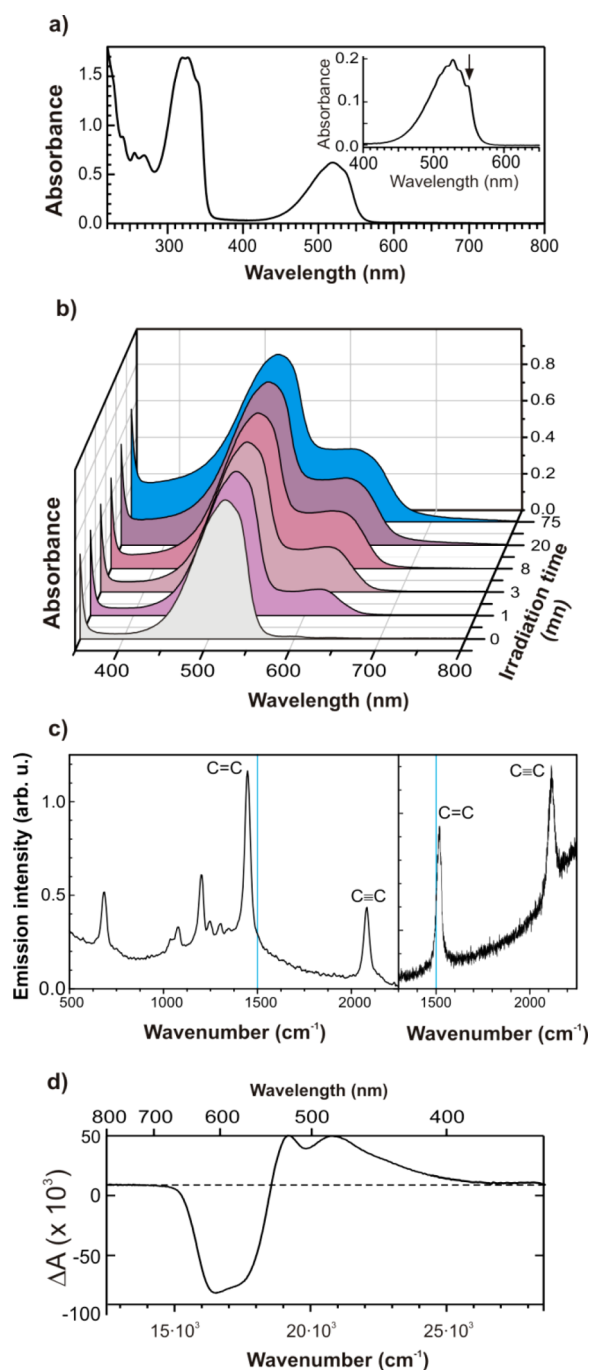 a)
Absorbance
1.5
1.0
0.5
0.0
300 400 500 600 700 800
Wavelength (nm)
Absorbance
0.2
0.1
0.0
400 500 600
Wavelength (nm)
b)
Absorbance
0.8
0.6
0.4
0.2
0.0
75
20
8
3
1
0
Irradiation time
(mn)
400 500 600 700 800
Wavelength (nm)
c)
Emission intensity (arb. u.)
1.0
0.5
0.0
C=C
C≡C
C=C
C≡C
500 1000 1500 2000
1500 2000
Wavenumber (cm⁻¹)
Wavenumber (cm⁻¹)
d)
Wavelength (nm)
800 700 600 500 400 300
ΔA (x 10³)
50
0
-50
-100
15·10³ 20·10³ 25·10³
Wavenumber (cm⁻¹)